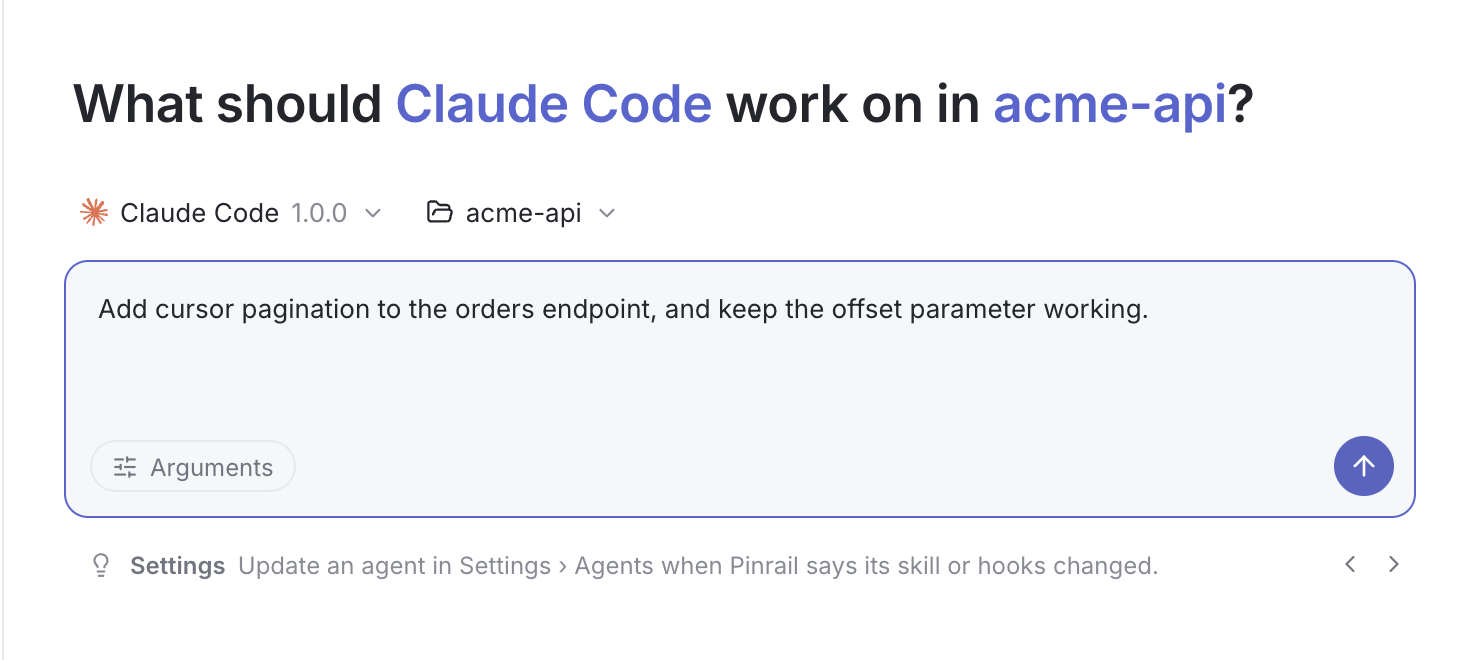 What should Claude Code work on in acme-api?
Claude Code 1.0.0 acme-api
Add cursor pagination to the orders endpoint, and keep the offset parameter working.
Arguments
Settings Update an agent in Settings › Agents when Pinrail says its skill or hooks changed.